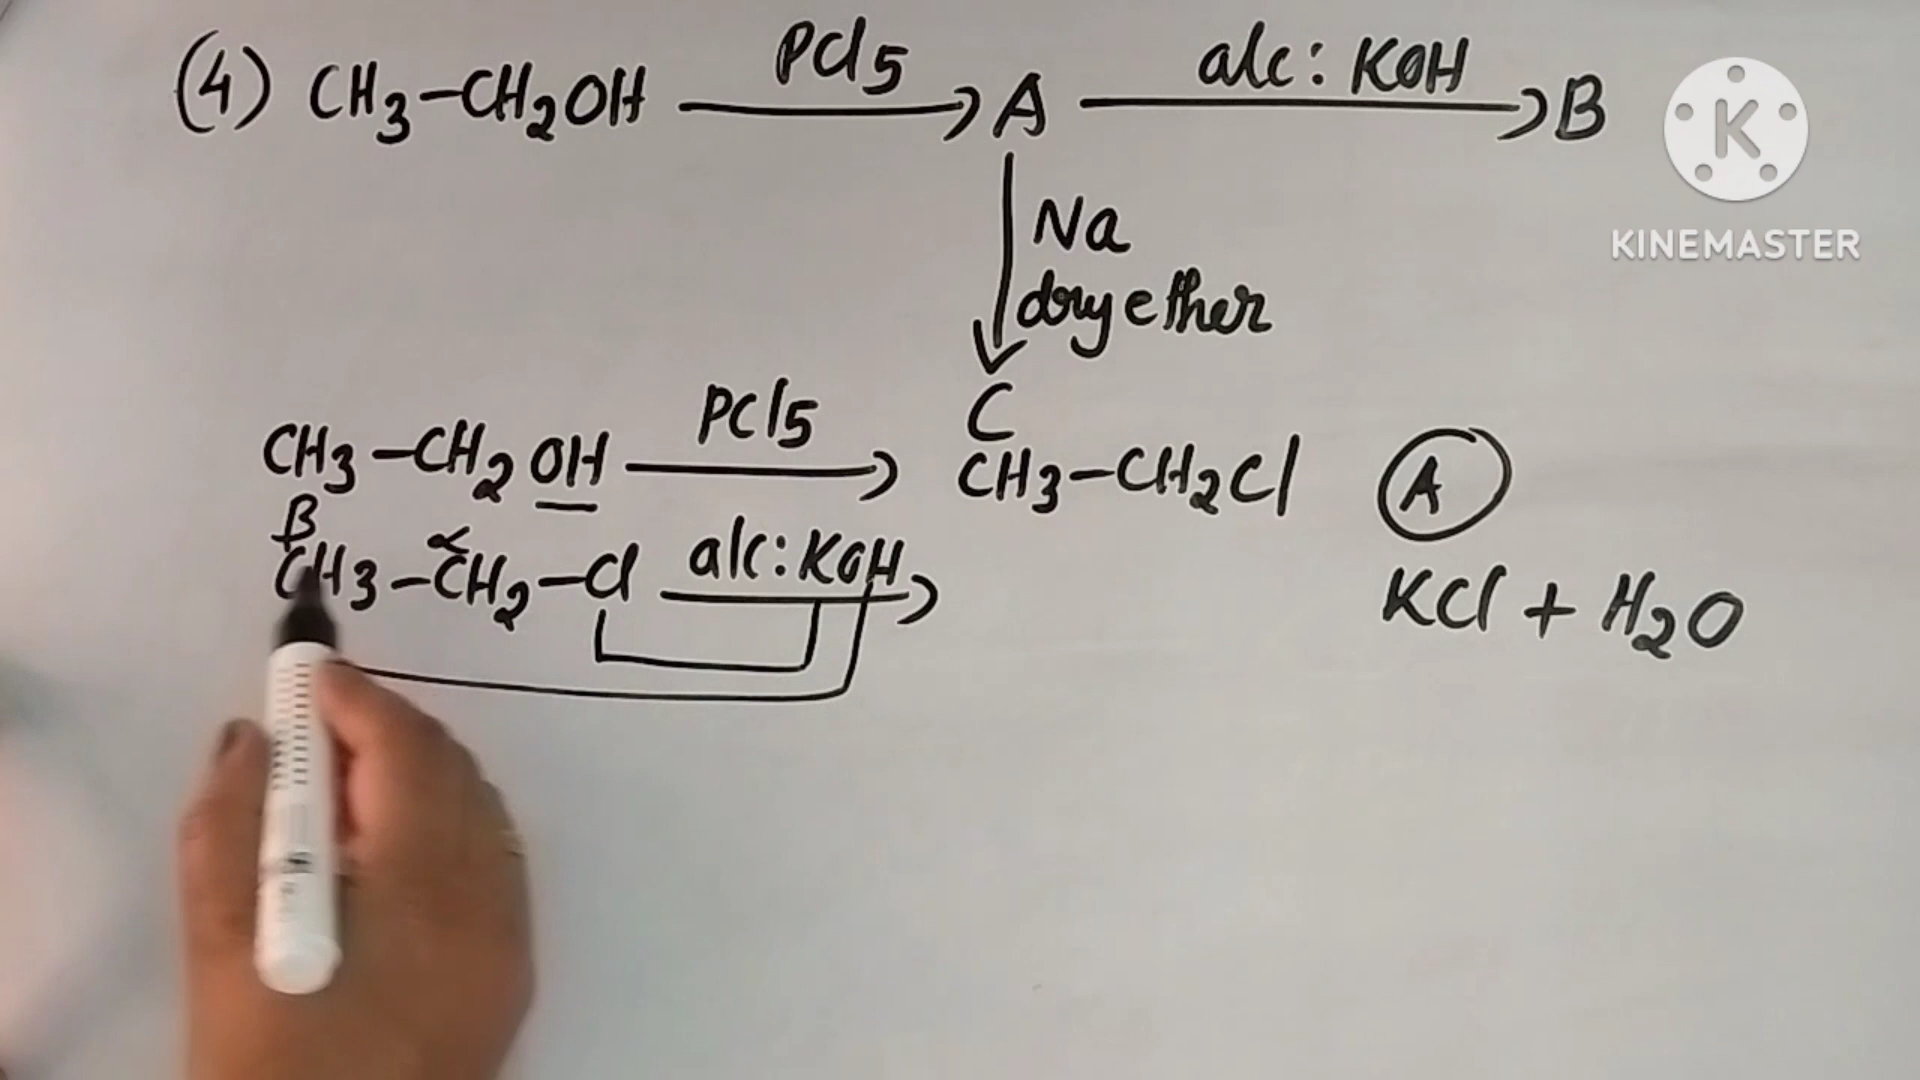 (4) CH3-CH2OH PCl5 → A alc: KOH → B
K
KINEMASTER
Na
dry ether
C
CH3-CH2OH PCl5 → CH3-CH2Cl A
β α
CH3-CH2-Cl alc: KOH → KCl + H2O